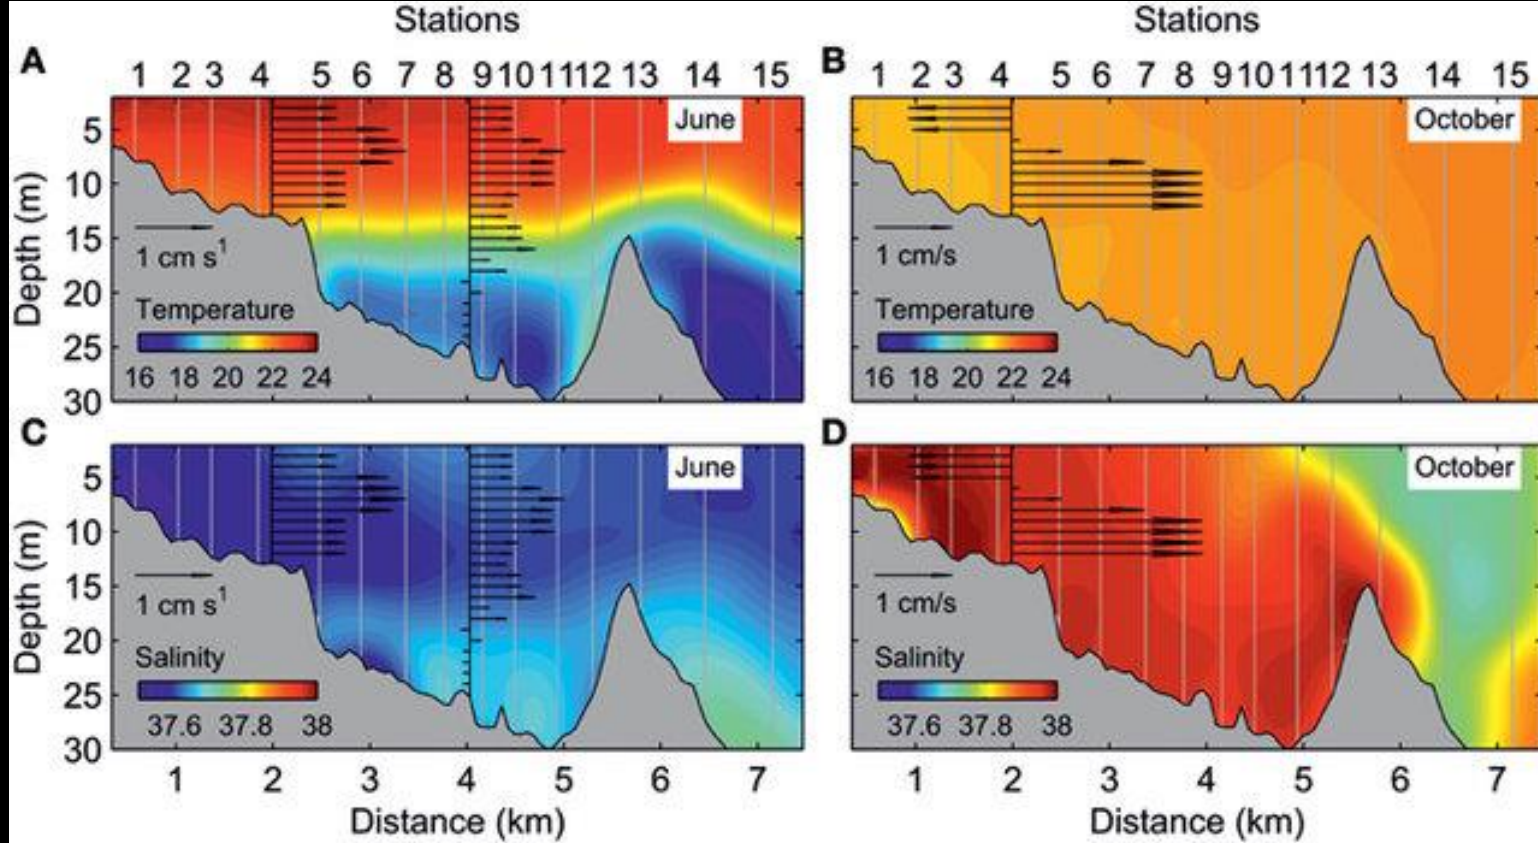 Stations
A
1 2 3 4 5 6 7 8 9 10 11 12 13 14 15
June
5
10
15
20
25
30
Depth (m)
1 cm s1
Temperature
16 18 20 22 24
Stations
B
1 2 3 4 5 6 7 8 9 10 11 12 13 14 15
October
1 cm/s
Temperature
16 18 20 22 24
C
June
5
10
15
20
25
30
Depth (m)
1 cm s1
Salinity
37.6 37.8 38
1 2 3 4 5 6 7
Distance (km)
D
October
1 cm/s
Salinity
37.6 37.8 38
1 2 3 4 5 6 7
Distance (km)